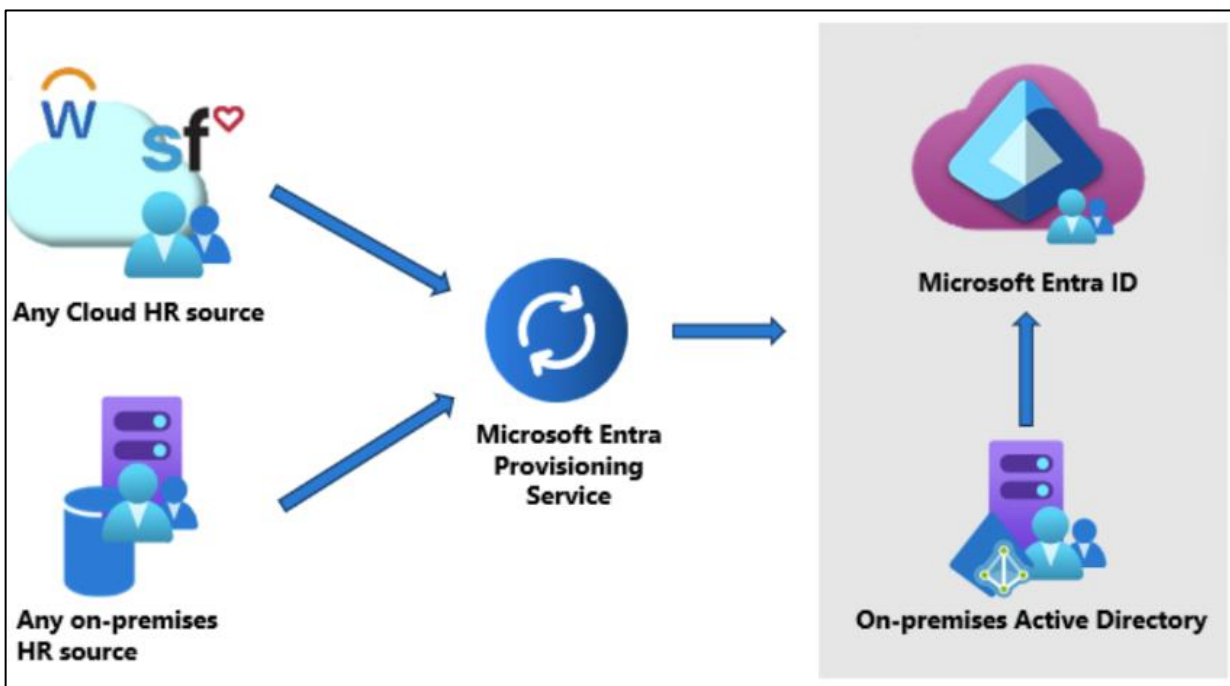 W
sf
Any Cloud HR source
Any on-premises
HR source
Microsoft Entra
Provisioning
Service
Microsoft Entra ID
On-premises Active Directory